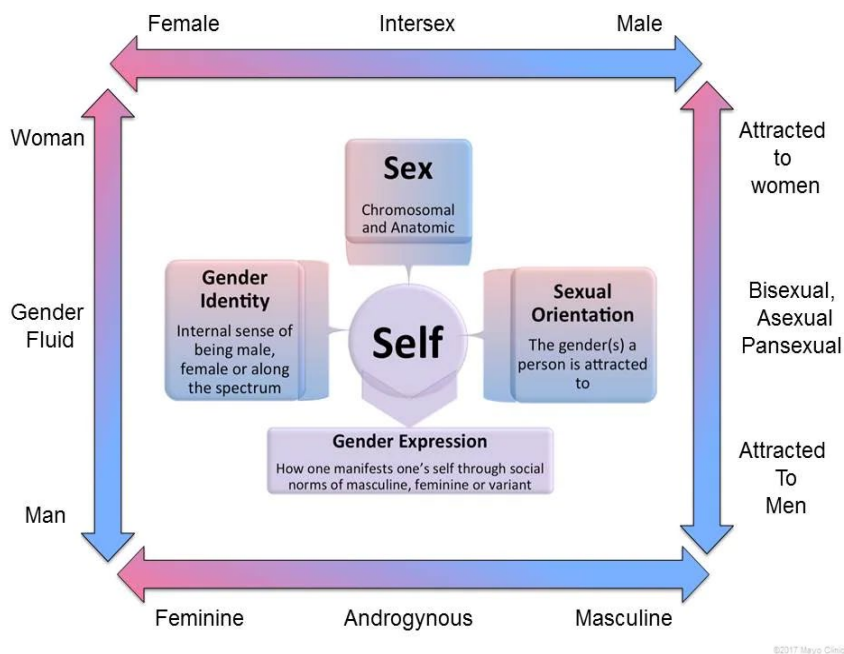 Female Intersex Male
Woman
Attracted
to
women
Sex
Chromosomal
and Anatomic
Gender
Identity
Internal sense of
being male,
female or along
the spectrum
Self
Sexual
Orientation
The gender(s) a
person is attracted
to
Gender
Fluid
Bisexual,
Asexual
Pansexual
Gender Expression
How one manifests one's self through social
norms of masculine, feminine or variant
Man
Attracted
To
Men
Feminine Androgynous Masculine
©2017 Mayo Clinic